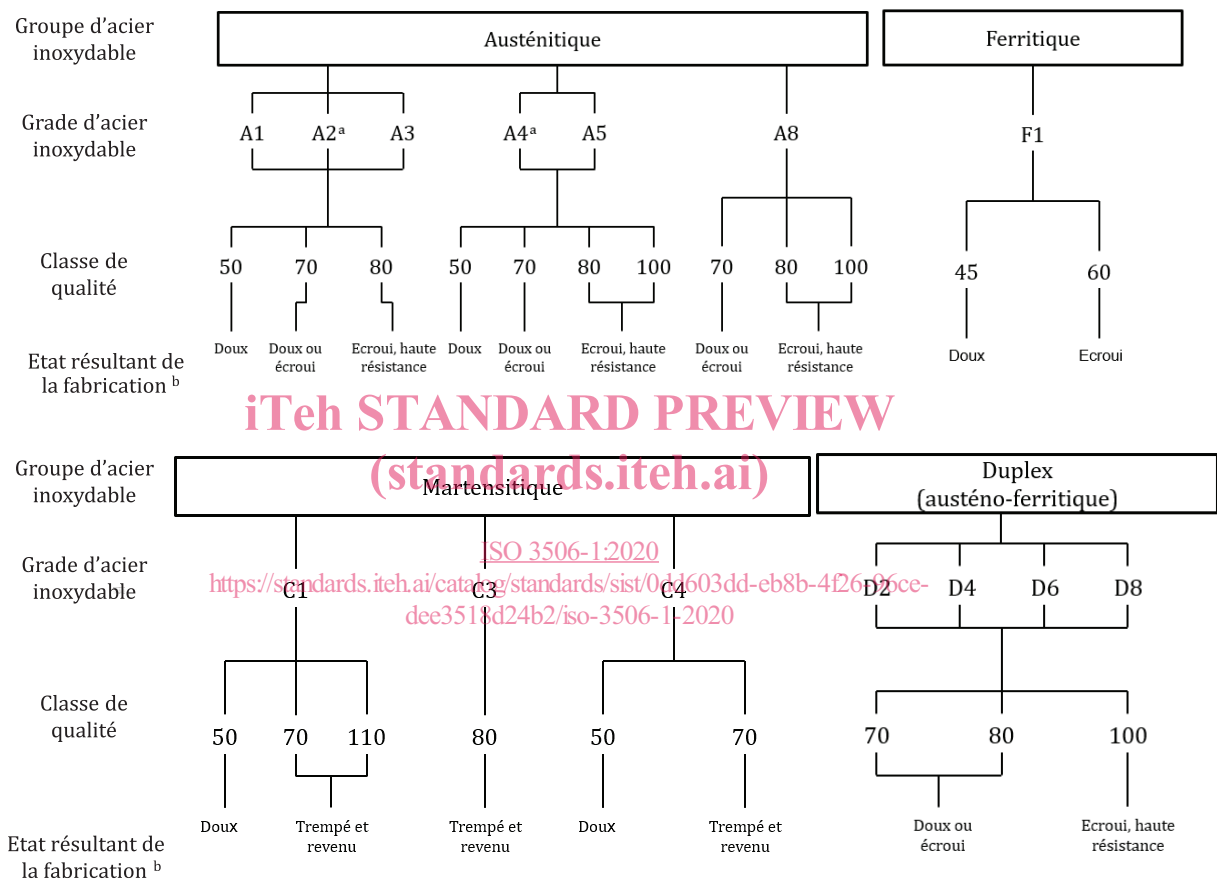 Groupe d'acier
inoxydable
Austénitique
Ferritique
Grade d'acier
inoxydable
A1 A2ᵃ A3 A4ᵃ A5 A8 F1
Classe de
qualité
50 70 80 50 70 80 100 70 80 100 45 60
Etat résultant de
la fabrication ᵇ
Doux
Doux ou
écroui
Ecroui, haute
résistance
Doux
Doux ou
écroui
Ecroui, haute
résistance
Doux ou
écroui
Ecroui, haute
résistance
Doux
Ecroui
iTeh STANDARD PREVIEW
(standards.iteh.ai)
Groupe d'acier
inoxydable
Martensitique
Duplex
(austéno-ferritique)
ISO 3506-1:2020
https://standards.iteh.ai/catalog/standards/sist/0dd603dd-eb8b-4f26-96ce-
dee3518d24b2/iso-3506-1-2020
Grade d'acier
inoxydable
C1 C3 C4 D2 D4 D6 D8
Classe de
qualité
50 70 110 80 50 70 70 80 100
Etat résultant de
la fabrication ᵇ
Doux
Trempé et
revenu
Trempé et
revenu
Doux
Trempé et
revenu
Doux ou
écroui
Ecroui, haute
résistance